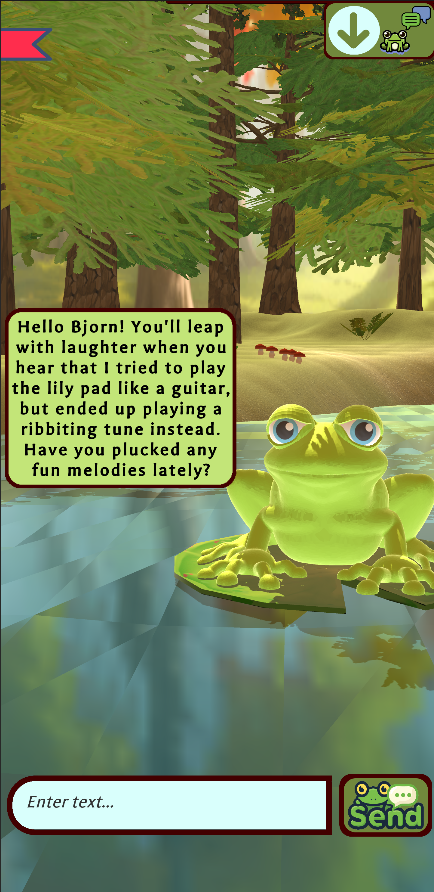 Hello Bjorn! You'll leap
with laughter when you
hear that I tried to play
the lily pad like a guitar,
but ended up playing a
ribbiting tune instead.
Have you plucked any
fun melodies lately?
Enter text...
Send